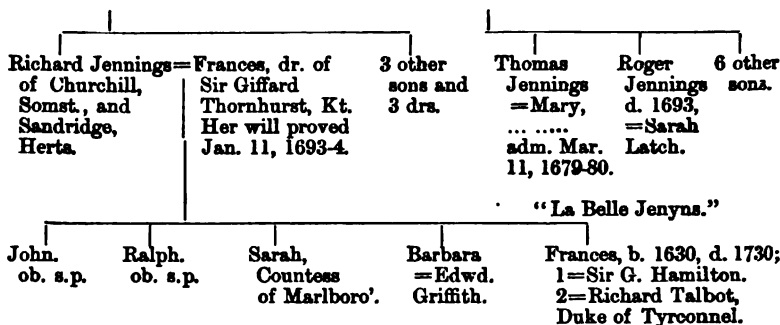 Richard Jennings=Frances, dr. of
of Churchill,
Somst., and
Sandridge,
Herts.
Sir Giffard
Thornhurst, Kt.
Her will proved
Jan. 11, 1693-4.
3 other
sons and
3 drs.
Thomas
Jennings
=Mary,
... .....
adm. Mar.
11, 1679-80.
Roger
Jennings
d. 1693,
=Sarah
Latch.
6 other
sons.
"La Belle Jenyns."
John.
ob. s.p.
Ralph.
ob. s.p.
Sarah,
Countess
of Marlboro'.
Barbara
=Edwd.
Griffith.
Frances, b. 1630, d. 1730;
1=Sir G. Hamilton.
2=Richard Talbot,
Duke of Tyrconnel.